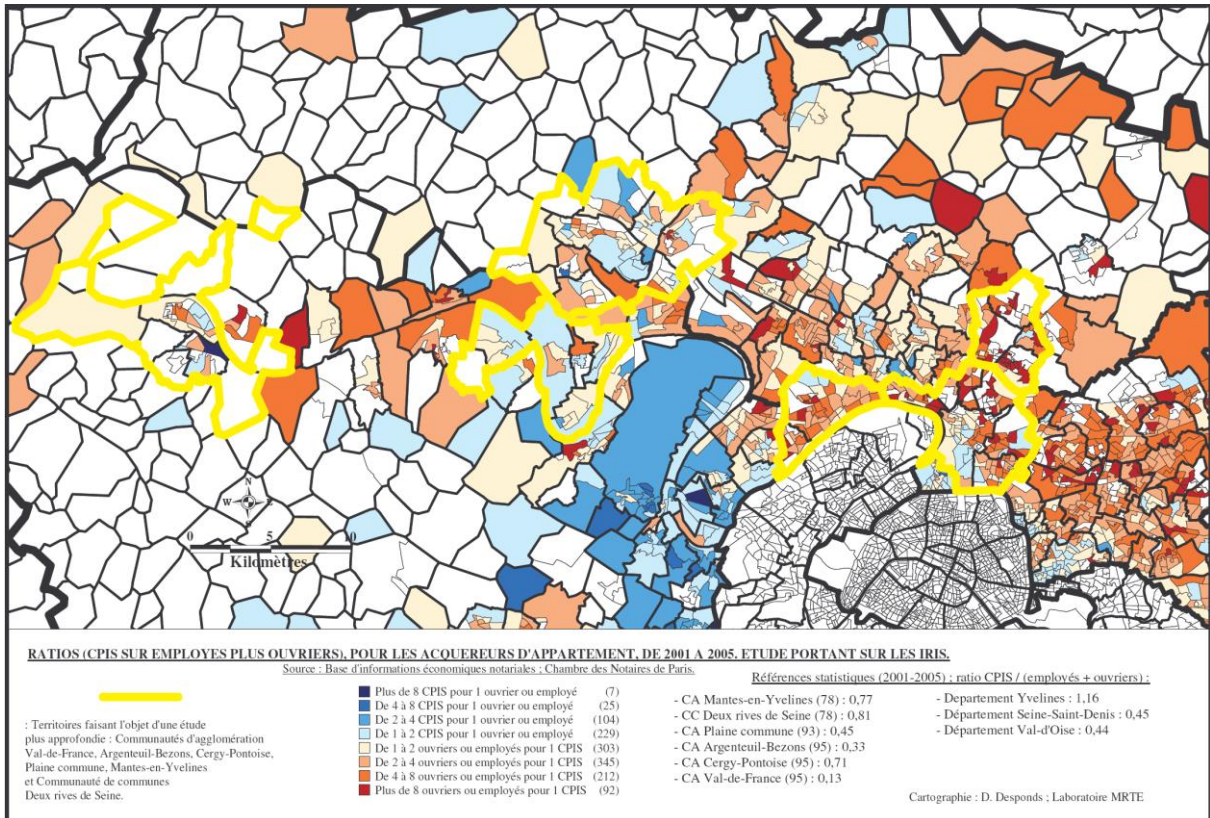 N
W
E
S
0
5
10
Kilomètres
RATIOS (CPIS SUR EMPLOYES PLUS OUVRIERS), POUR LES ACQUEREURS D'APPARTEMENT, DE 2001 A 2005. ETUDE PORTANT SUR LES IRIS.
Source : Base d'informations économiques notariales ; Chambre des Notaires de Paris.
: Territoires faisant l'objet d'une étude
plus approfondie : Communautés d'agglomération
Val-de-France, Argenteuil-Bezons, Cergy-Pontoise,
Plaine commune, Mantes-en-Yvelines
et Communauté de communes
Deux rives de Seine.
Plus de 8 CPIS pour 1 ouvrier ou employé (7)
De 4 à 8 CPIS pour 1 ouvrier ou employé (25)
De 2 à 4 CPIS pour 1 ouvrier ou employé (104)
De 1 à 2 CPIS pour 1 ouvrier ou employé (229)
De 1 à 2 ouvriers ou employés pour 1 CPIS (303)
De 2 à 4 ouvriers ou employés pour 1 CPIS (345)
De 4 à 8 ouvriers ou employés pour 1 CPIS (212)
Plus de 8 ouvriers ou employés pour 1 CPIS (92)
Références statistiques (2001-2005) ; ratio CPIS / (employés + ouvriers) :
- CA Mantes-en-Yvelines (78) : 0,77
- CC Deux rives de Seine (78) : 0,81
- CA Plaine commune (93) : 0,45
- CA Argenteuil-Bezons (95) : 0,33
- CA Cergy-Pontoise (95) : 0,71
- CA Val-de-France (95) : 0,13
- Departement Yvelines : 1,16
- Département Seine-Saint-Denis : 0,45
- Département Val-d'Oise : 0,44
Cartographie : D. Desponds ; Laboratoire MRTE